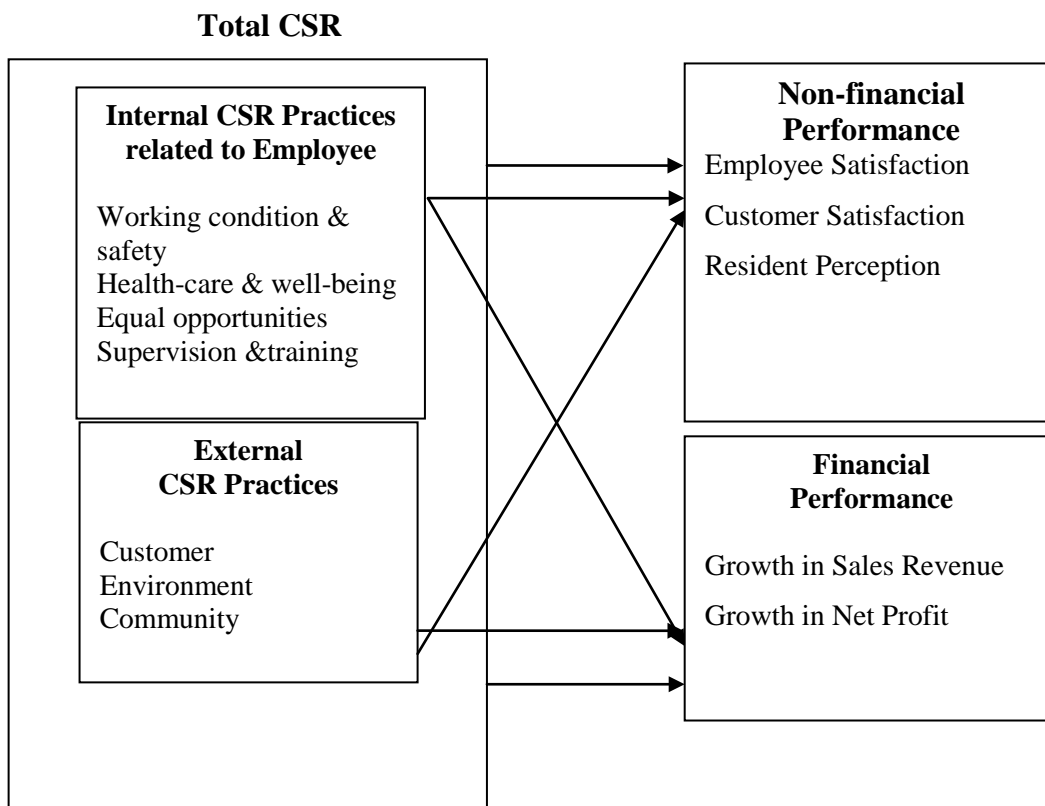 Total CSR
Internal CSR Practices
related to Employee
Working condition &
safety
Health-care & well-being
Equal opportunities
Supervision &training
External
CSR Practices
Customer
Environment
Community
Non-financial
Performance
Employee Satisfaction
Customer Satisfaction
Resident Perception
Financial
Performance
Growth in Sales Revenue
Growth in Net Profit